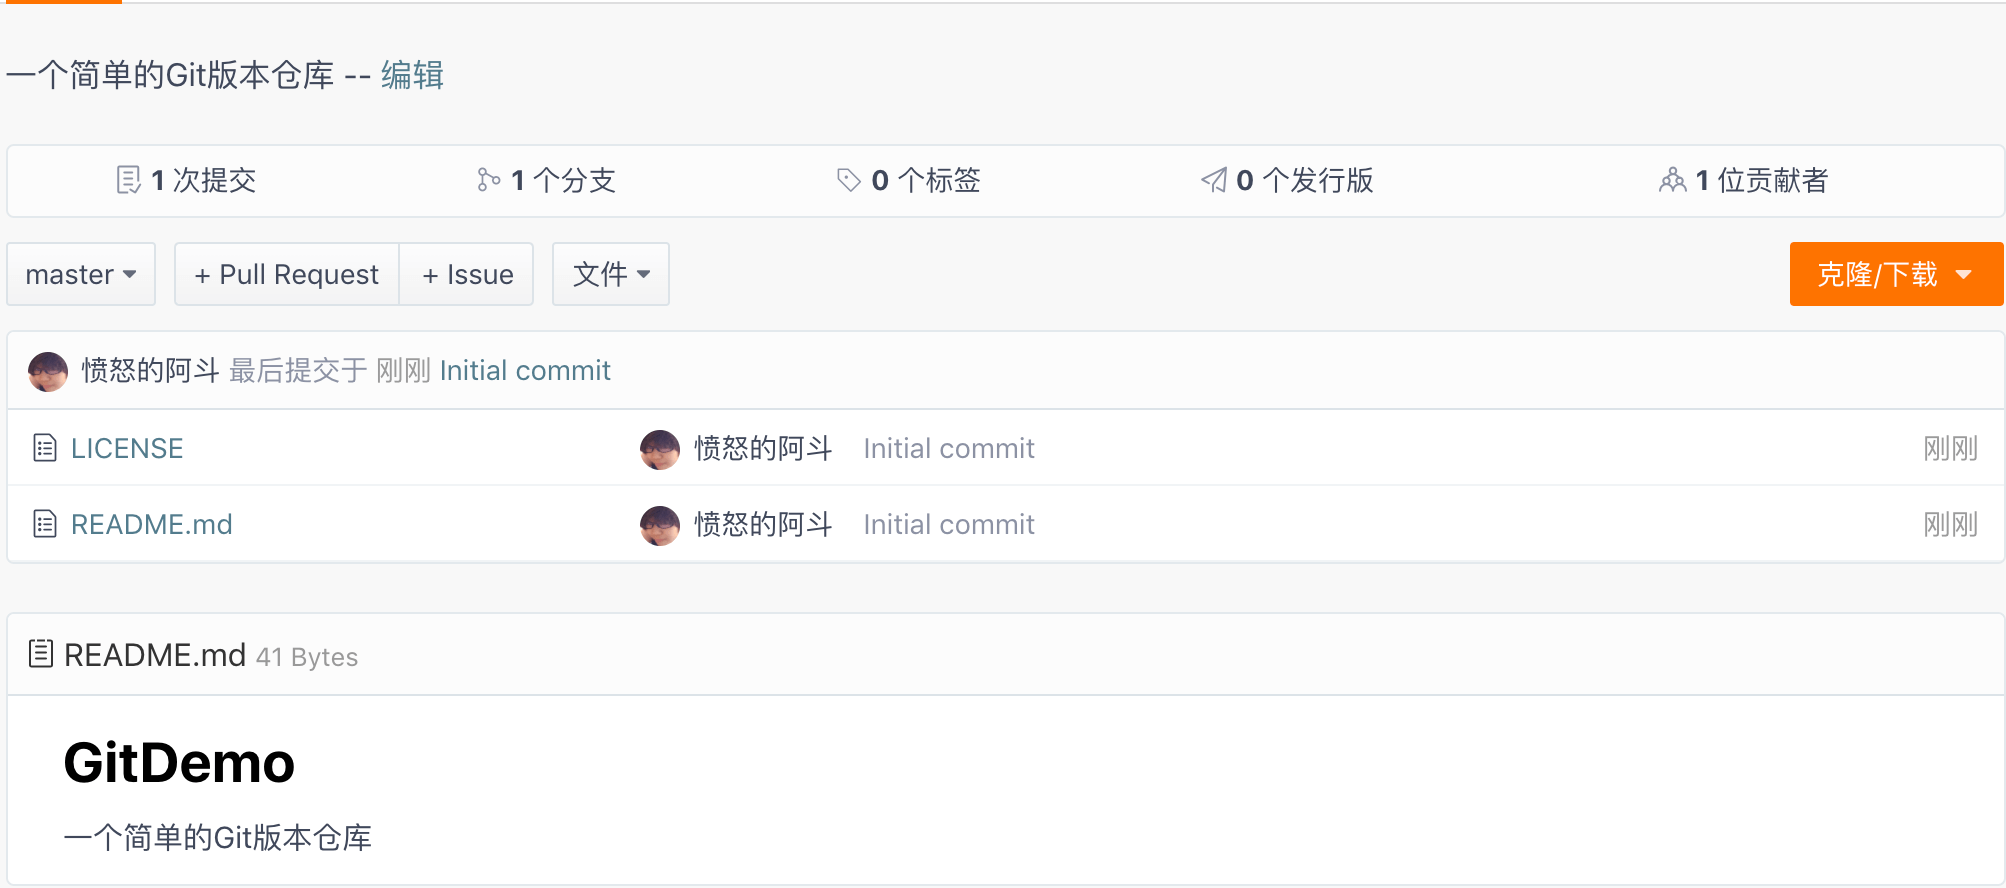 一个简单的Git版本仓库 -- 编辑
1 次提交 1 个分支 0 个标签 0 个发行版 1 位贡献者
master + Pull Request + Issue 文件 克隆/下载
愤怒的阿斗 最后提交于 刚刚 Initial commit
LICENSE 愤怒的阿斗 Initial commit 刚刚
README.md 愤怒的阿斗 Initial commit 刚刚
README.md 41 Bytes
GitDemo
一个简单的Git版本仓库